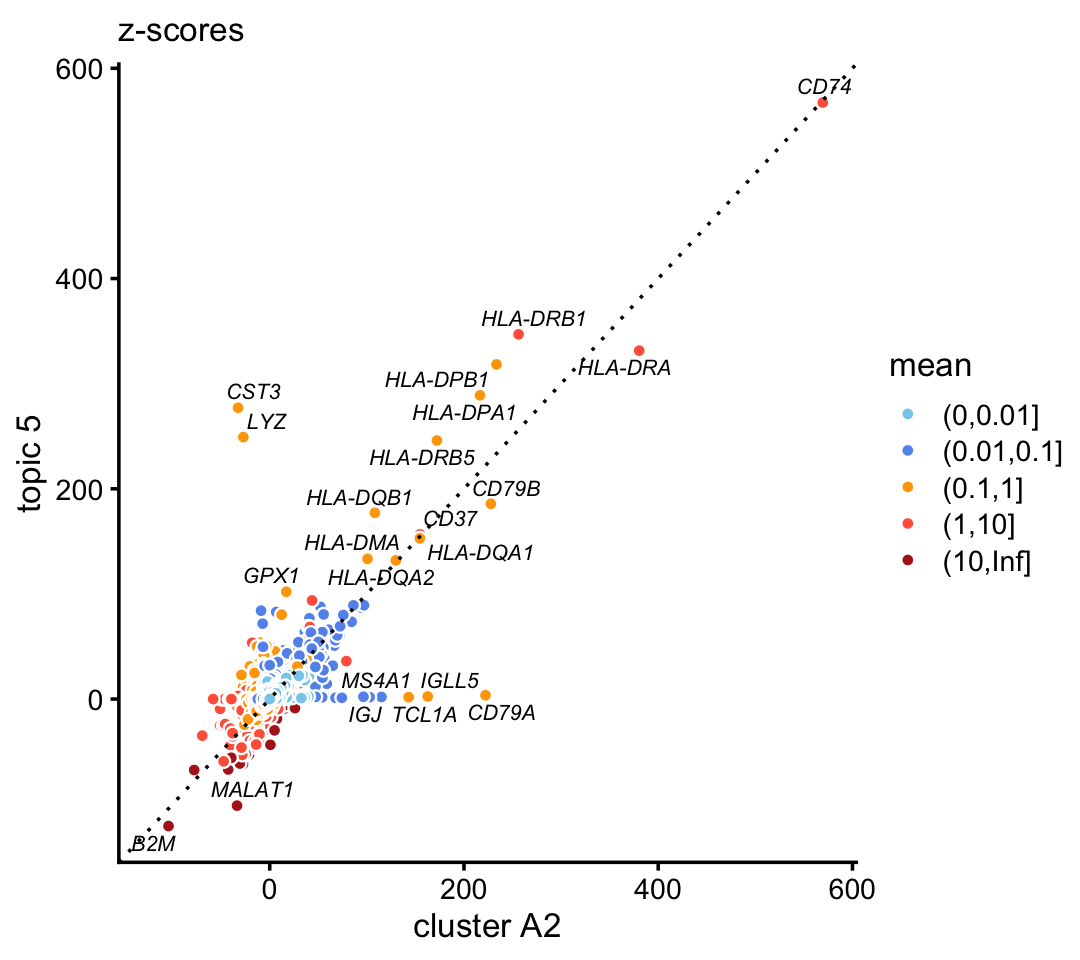 z-scores
600
400
200
0
topic 5
CD74
HLA-DRB1
HLA-DRA
HLA-DPB1
CST3
HLA-DPA1
LYZ
HLA-DRB5
CD79B
HLA-DQB1
CD37
HLA-DMA
HLA-DQA1
GPX1
HLA-DQA2
MS4A1 IGLL5
IGJ TCL1A CD79A
MALAT1
B2M
0
200
400
600
cluster A2
mean
(0,0.01]
(0.01,0.1]
(0.1,1]
(1,10]
(10,Inf]